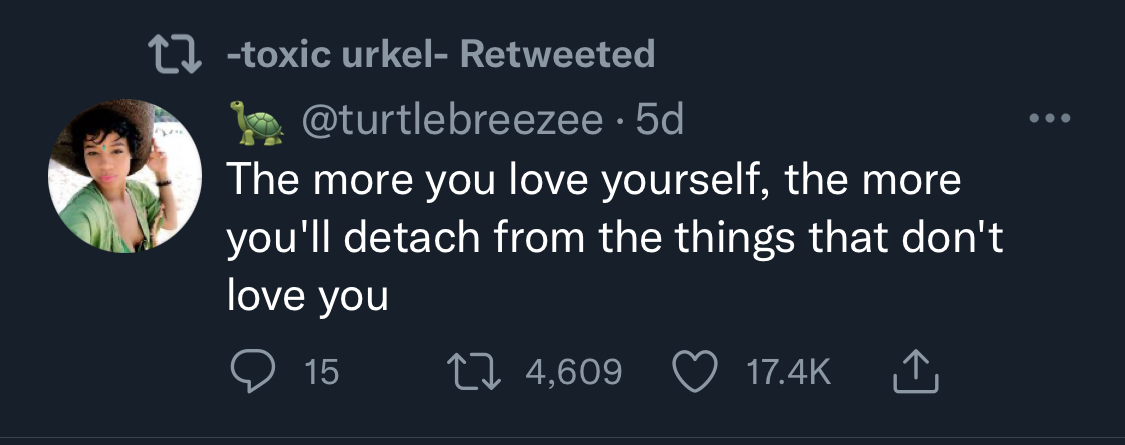 -toxic urkel- Retweeted
🐢 @turtlebreezee · 5d
The more you love yourself, the more
you'll detach from the things that don't
love you
15 4,609 17.4K